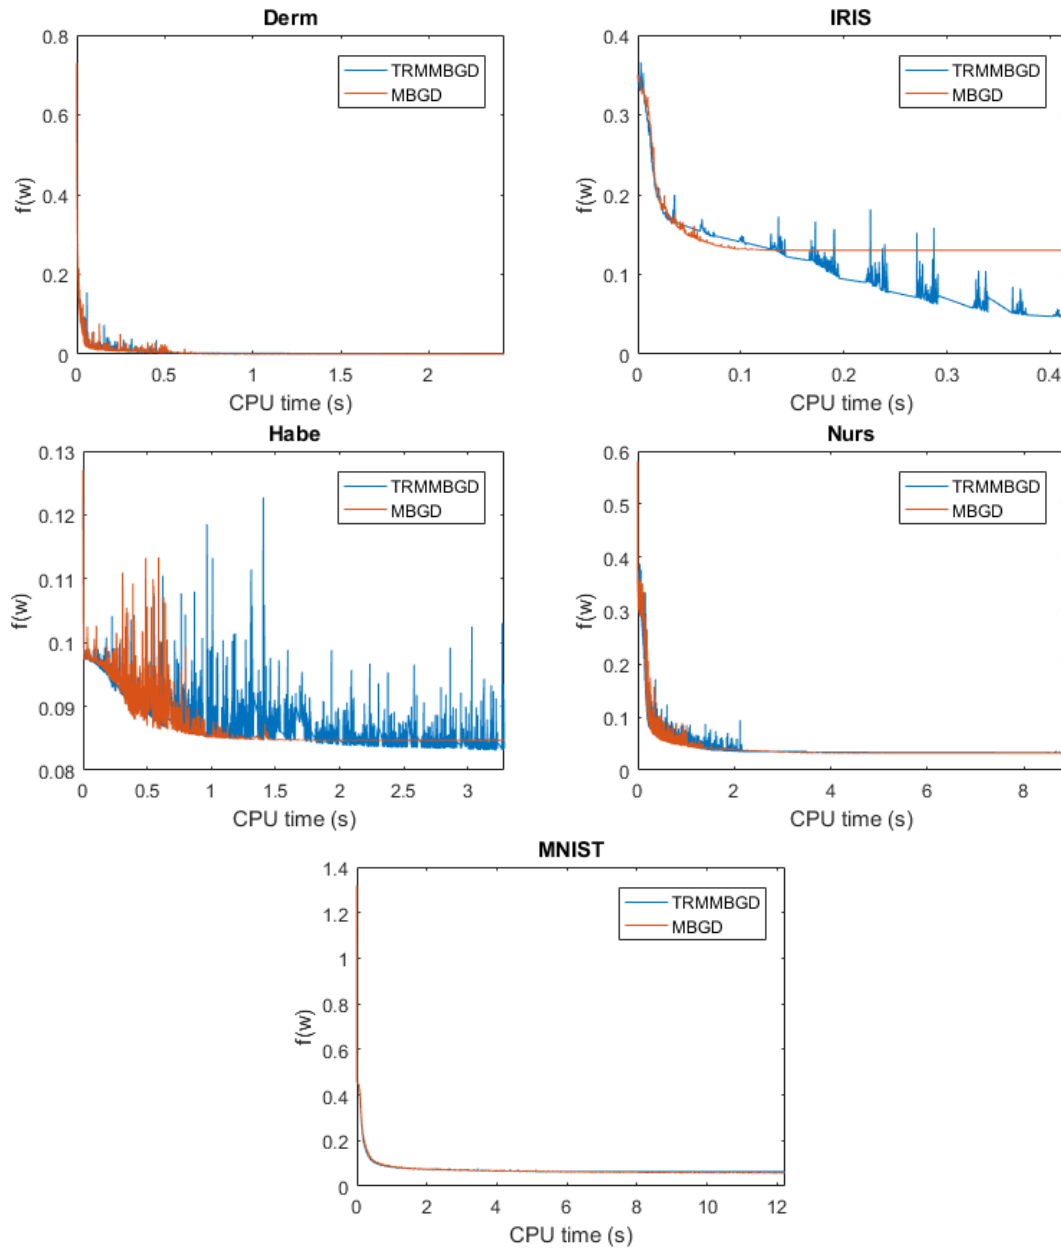 Derm
0.8
0.6
0.4
0.2
0
f(w)
TRMMBGD
MBGD
0 0.5 1 1.5 2
CPU time (s)
IRIS
0.4
0.3
0.2
0.1
0
f(w)
TRMMBGD
MBGD
0 0.1 0.2 0.3 0.4
CPU time (s)
Habe
0.13
0.12
0.11
0.1
0.09
0.08
f(w)
TRMMBGD
MBGD
0 0.5 1 1.5 2 2.5 3
CPU time (s)
Nurs
0.6
0.5
0.4
0.3
0.2
0.1
0
f(w)
TRMMBGD
MBGD
0 2 4 6 8
CPU time (s)
MNIST
1.4
1.2
1
0.8
0.6
0.4
0.2
0
f(w)
TRMMBGD
MBGD
0 2 4 6 8 10 12
CPU time (s)